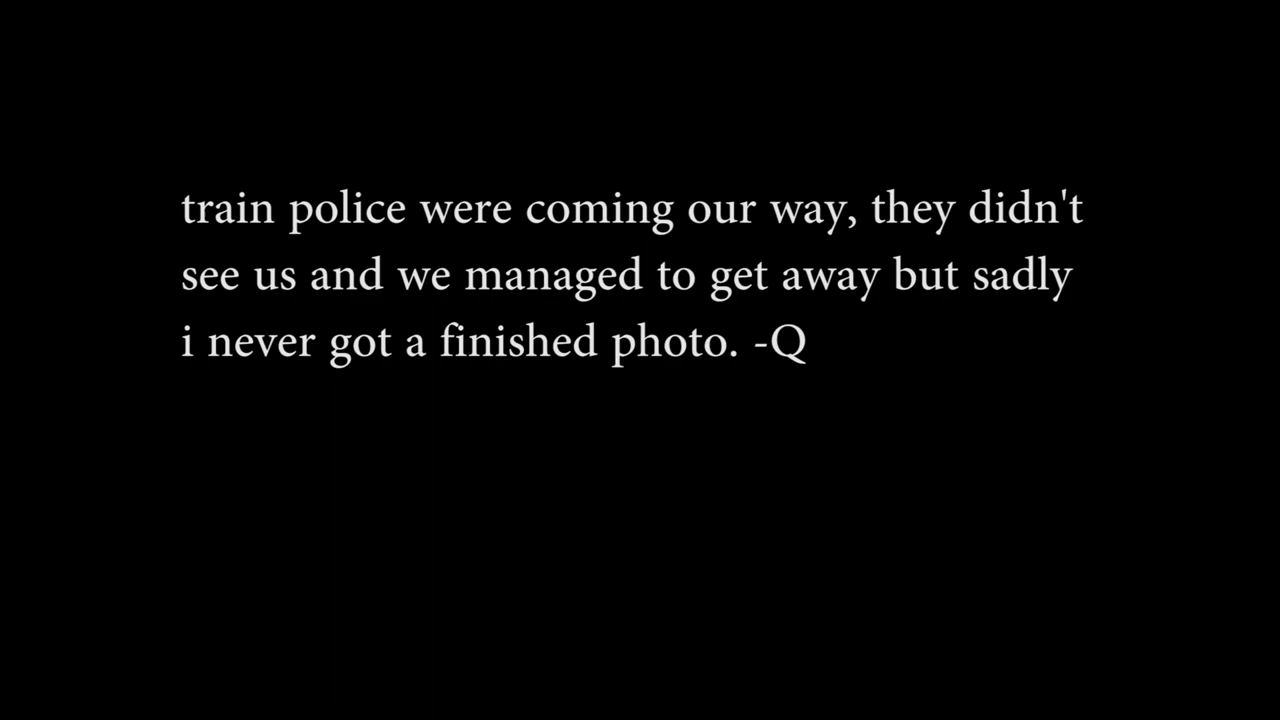 train police were coming our way, they didn't
see us and we managed to get away but sadly
i never got a finished photo. -Q